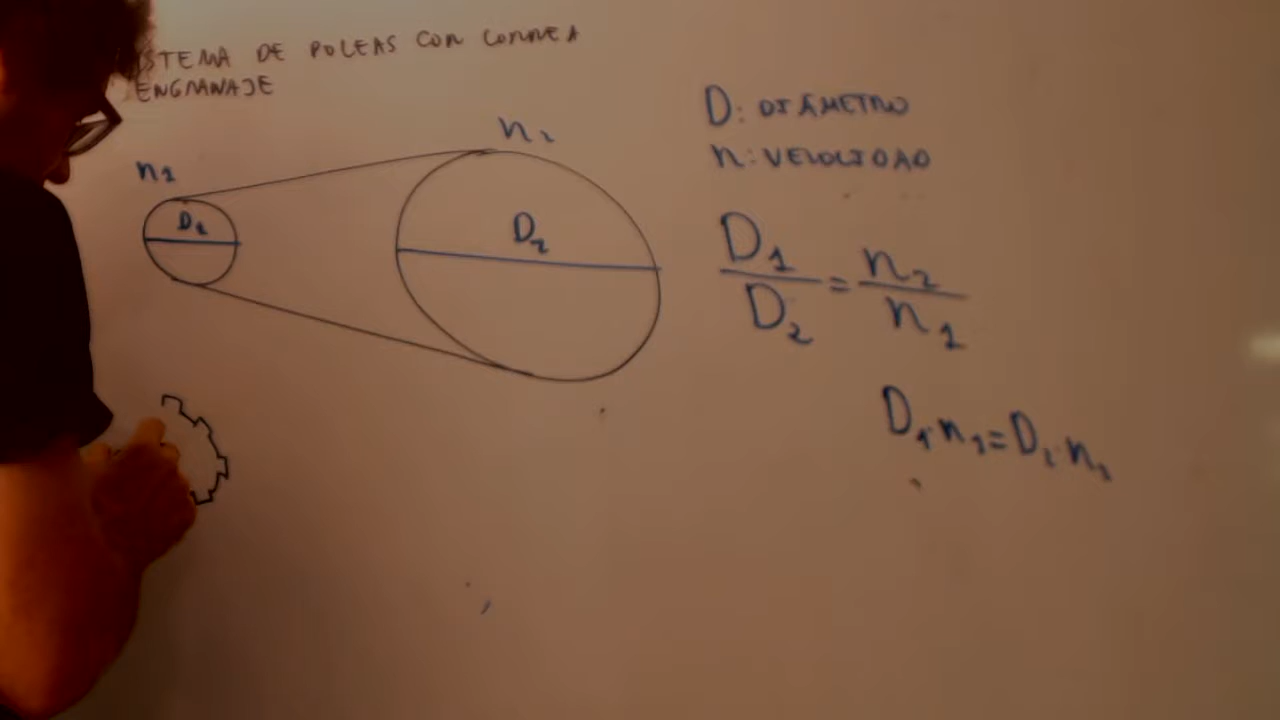 SISTEMA DE POLEAS CON CORREA
ENGRANAJE
n1
n2
D1
D2
D: DIÁMETRO
n: VELOCIDAD
D1/D2 = n2/n1
D1·n1=D2·n2